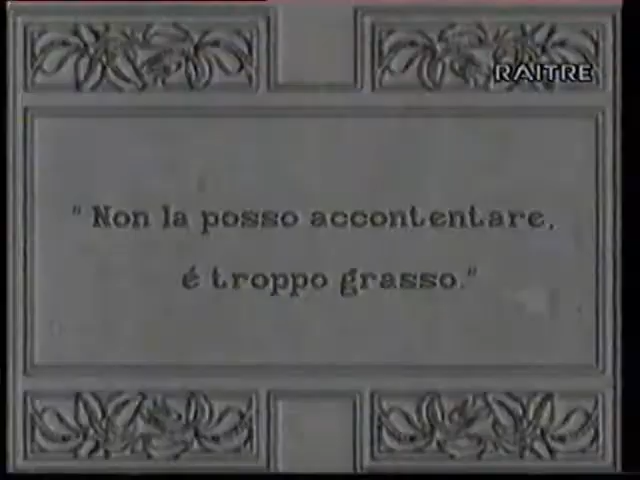 RAITRE
" Non la posso accontentare,
é troppo grasso."